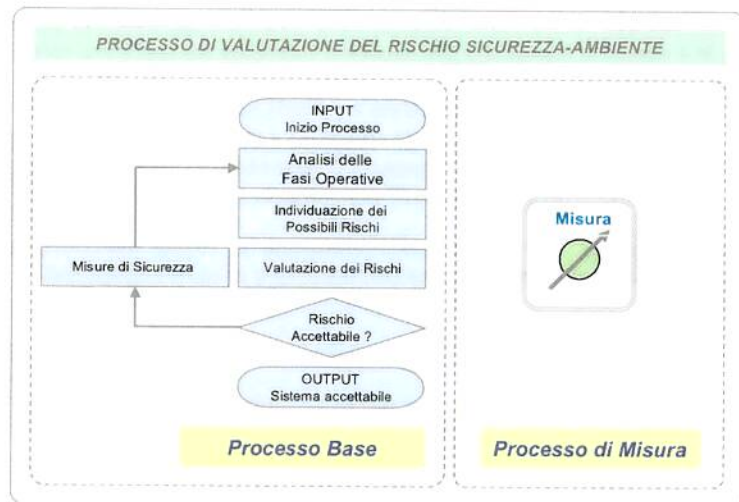 PROCESSO DI VALUTAZIONE DEL RISCHIO SICUREZZA-AMBIENTE
INPUT
Inizio Processo
Analisi delle
Fasi Operative
Individuazione dei
Possibili Rischi
Misure di Sicurezza
Valutazione dei Rischi
Rischio
Accettabile ?
OUTPUT
Sistema accettabile
Processo Base
Misura
Processo di Misura